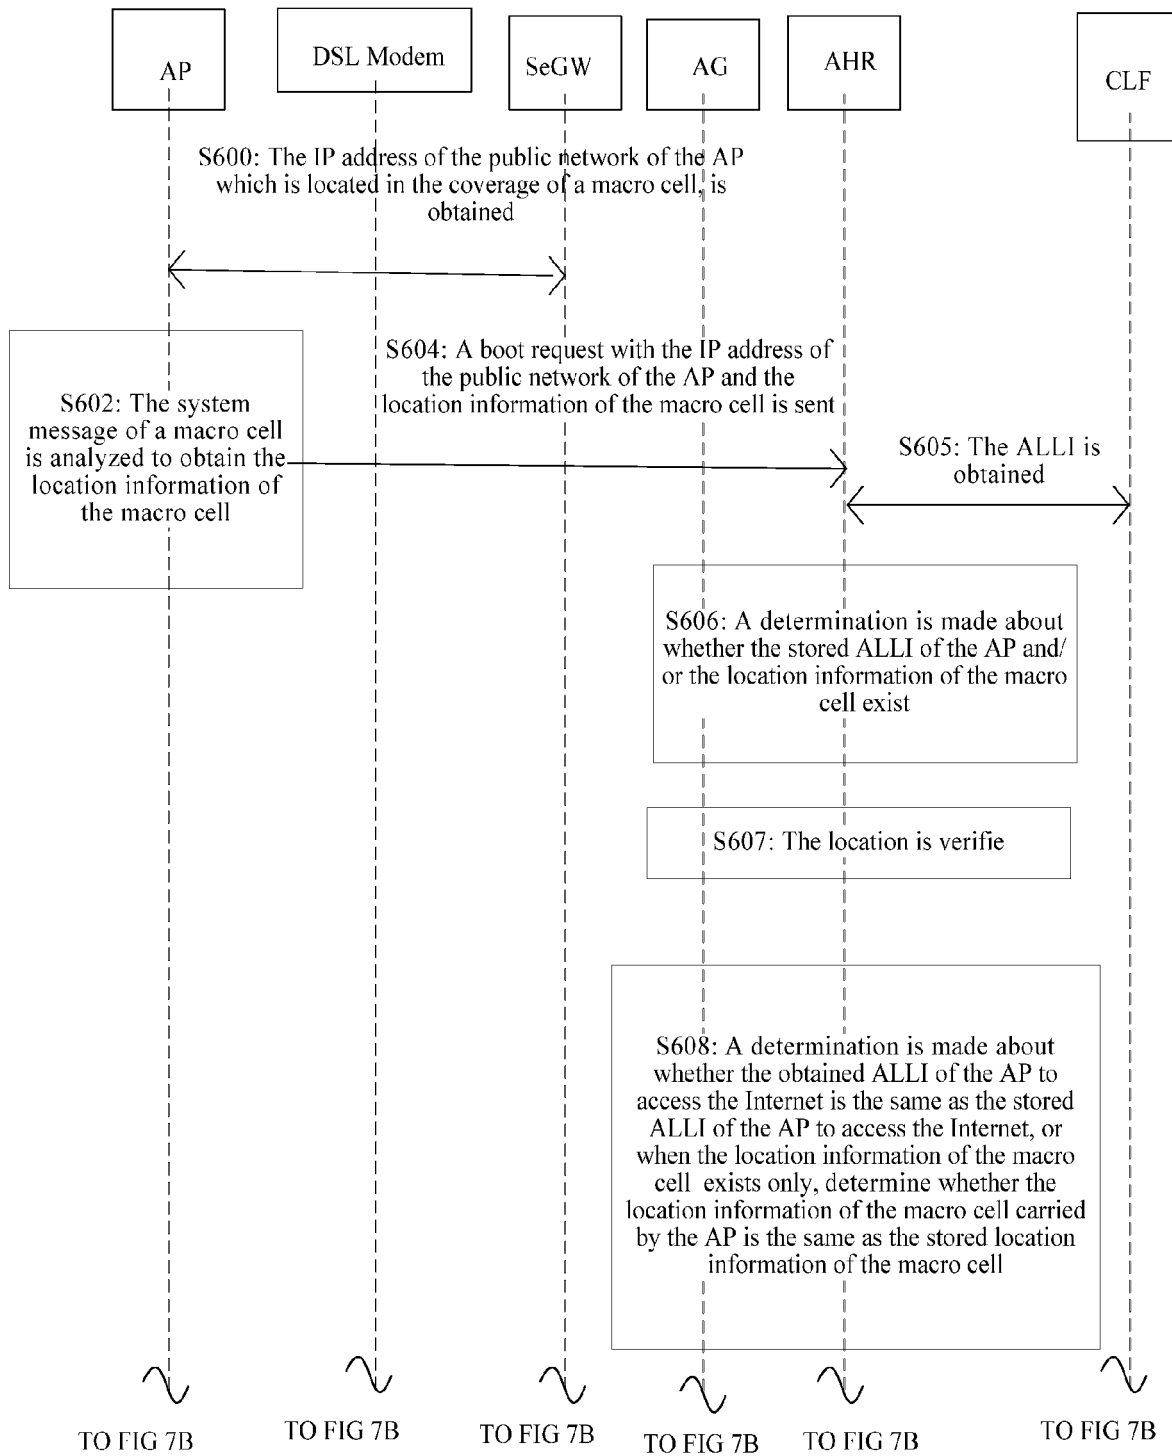 AP
DSL Modem
SeGW
AG
AHR
CLF
S600: The IP address of the public network of the AP
which is located in the coverage of a macro cell, is
obtained
S604: A boot request with the IP address of
the public network of the AP and the
location information of the macro cell is sent
S602: The system
message of a macro cell
is analyzed to obtain the
location information of
the macro cell
S605: The ALLI is
obtained
S606: A determination is made about
whether the stored ALLI of the AP and/
or the location information of the macro
cell exist
S607: The location is verifie
S608: A determination is made about
whether the obtained ALLI of the AP to
access the Internet is the same as the stored
ALLI of the AP to access the Internet, or
when the location information of the macro
cell exists only, determine whether the
location information of the macro cell carried
by the AP is the same as the stored location
information of the macro cell
TO FIG 7B
TO FIG 7B
TO FIG 7B
TO FIG 7B
TO FIG 7B
TO FIG 7B